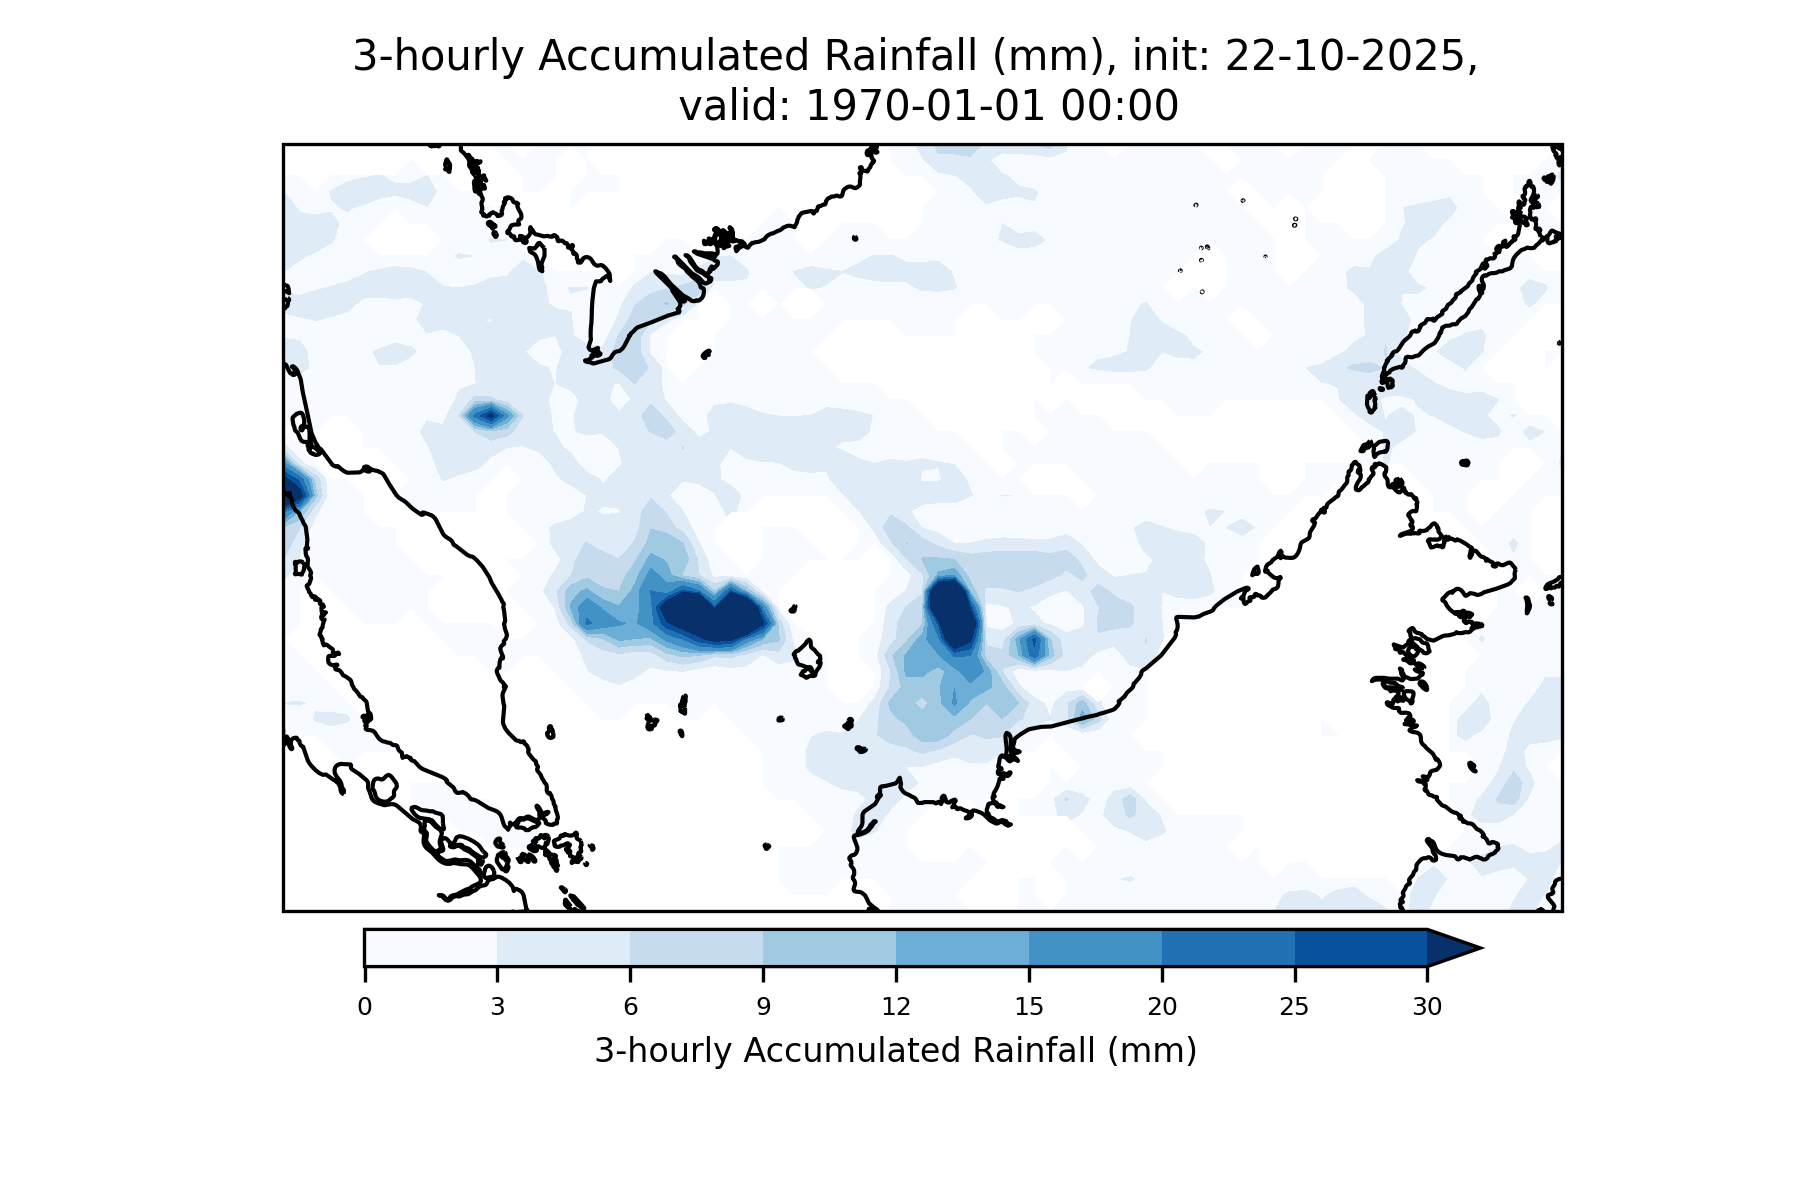 3-hourly Accumulated Rainfall (mm), init: 22-10-2025,
valid: 1970-01-01 00:00
0 3 6 9 12 15 20 25 30
3-hourly Accumulated Rainfall (mm)